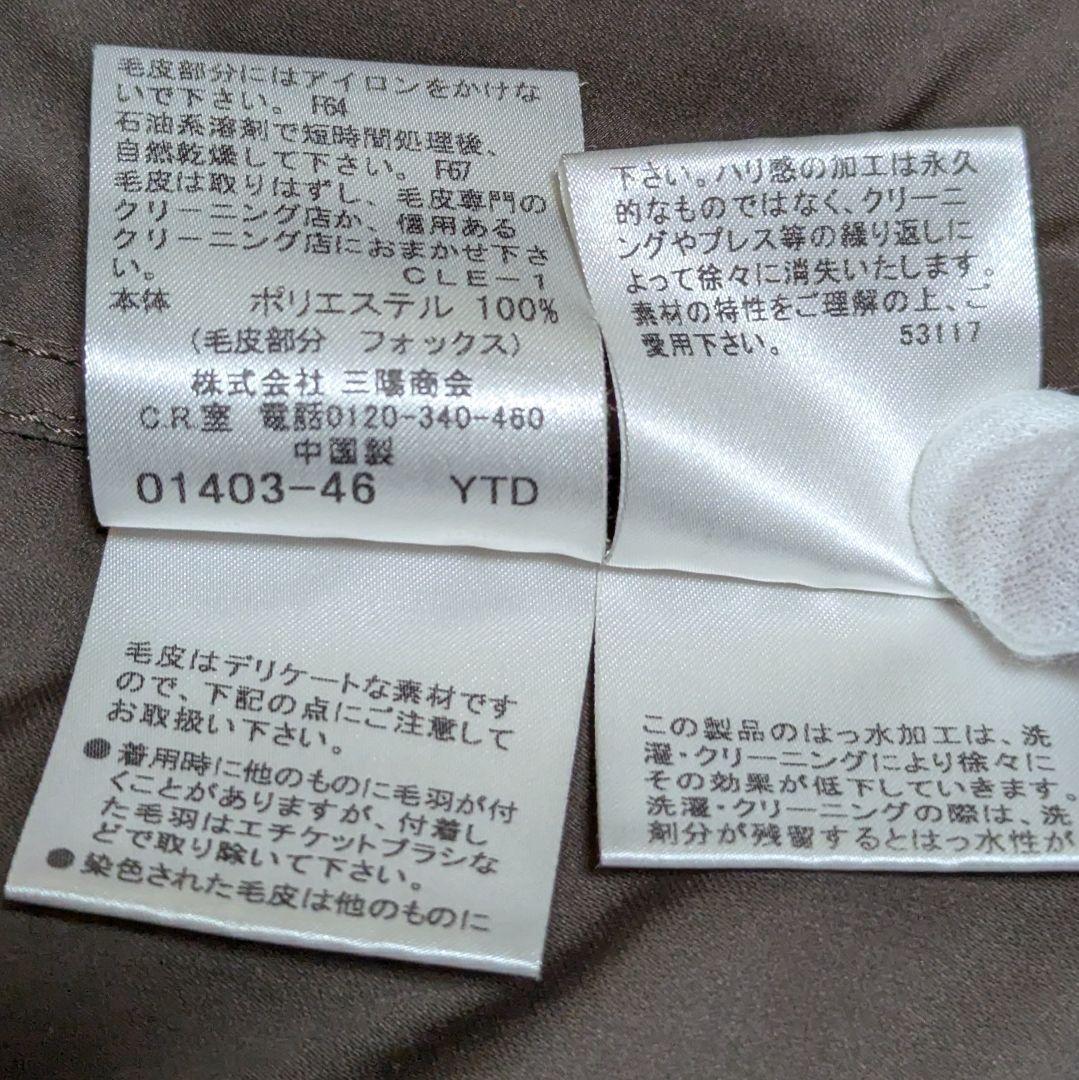 毛皮部分にはアイロンをかけな
いで下さい。 F64
石油系溶剤で短時間処理後、
自然乾燥して下さい。 F67
毛皮は取りはずし、毛皮専門の
クリーニング店か、信用ある
クリーニング店におまかせ下さ
い。 CLE-1
本体 ポリエステル 100%
(毛皮部分 フォックス)
株式会社 三陽商会
C.R.室 電話0120-340-460
中国製
01403-46 YTD
毛皮はデリケートな素材です
ので、下記の点にご注意して
お取扱い下さい。
●着用時に他のものに毛羽が付
くことがありますが、付着し
た毛羽はエチケットブラシな
どで取り除いて下さい。
●染色された毛皮は他のものに
下さい。ハリ感の加工は永久
的なものではなく、クリーニ
ングやプレス等の繰り返しに
よって徐々に消失いたします。
素材の特性をご理解の上、ご
愛用下さい。 53117
この製品のはっ水加工は、洗
濯・クリーニングにより徐々に
その効果が低下していきます。
洗濯・クリーニングの際は、洗
剤分が残留するとはっ水性が